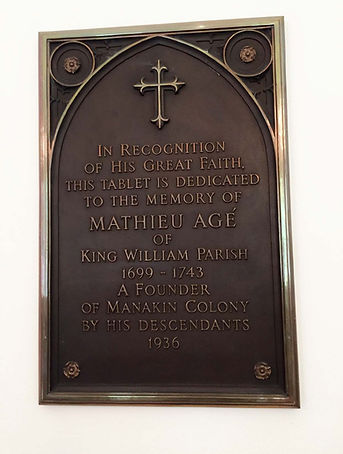 In Recognition
of His Great Faith,
this tablet is dedicated
to the memory of
MATHIEU AGÉ
of
King William Parish
1699 - 1743
A Founder
of Manakin Colony
by his descendants
1936